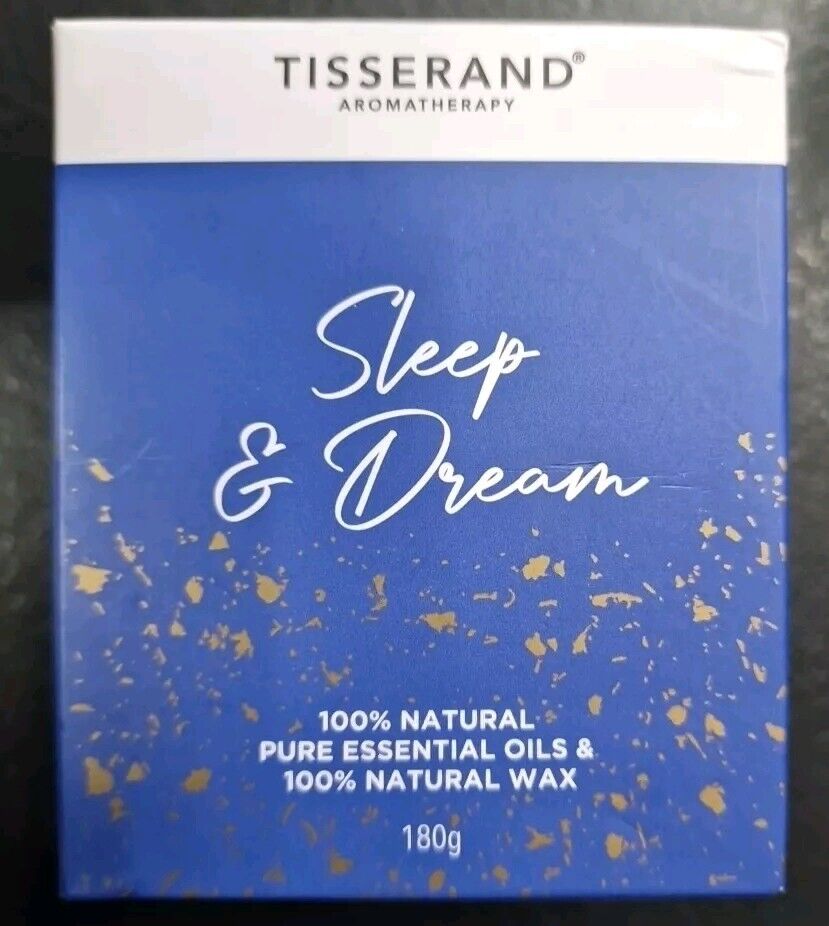 TISSERAND®
AROMATHERAPY
Sleep
& Dream
100% NATURAL
PURE ESSENTIAL OILS &
100% NATURAL WAX
180g